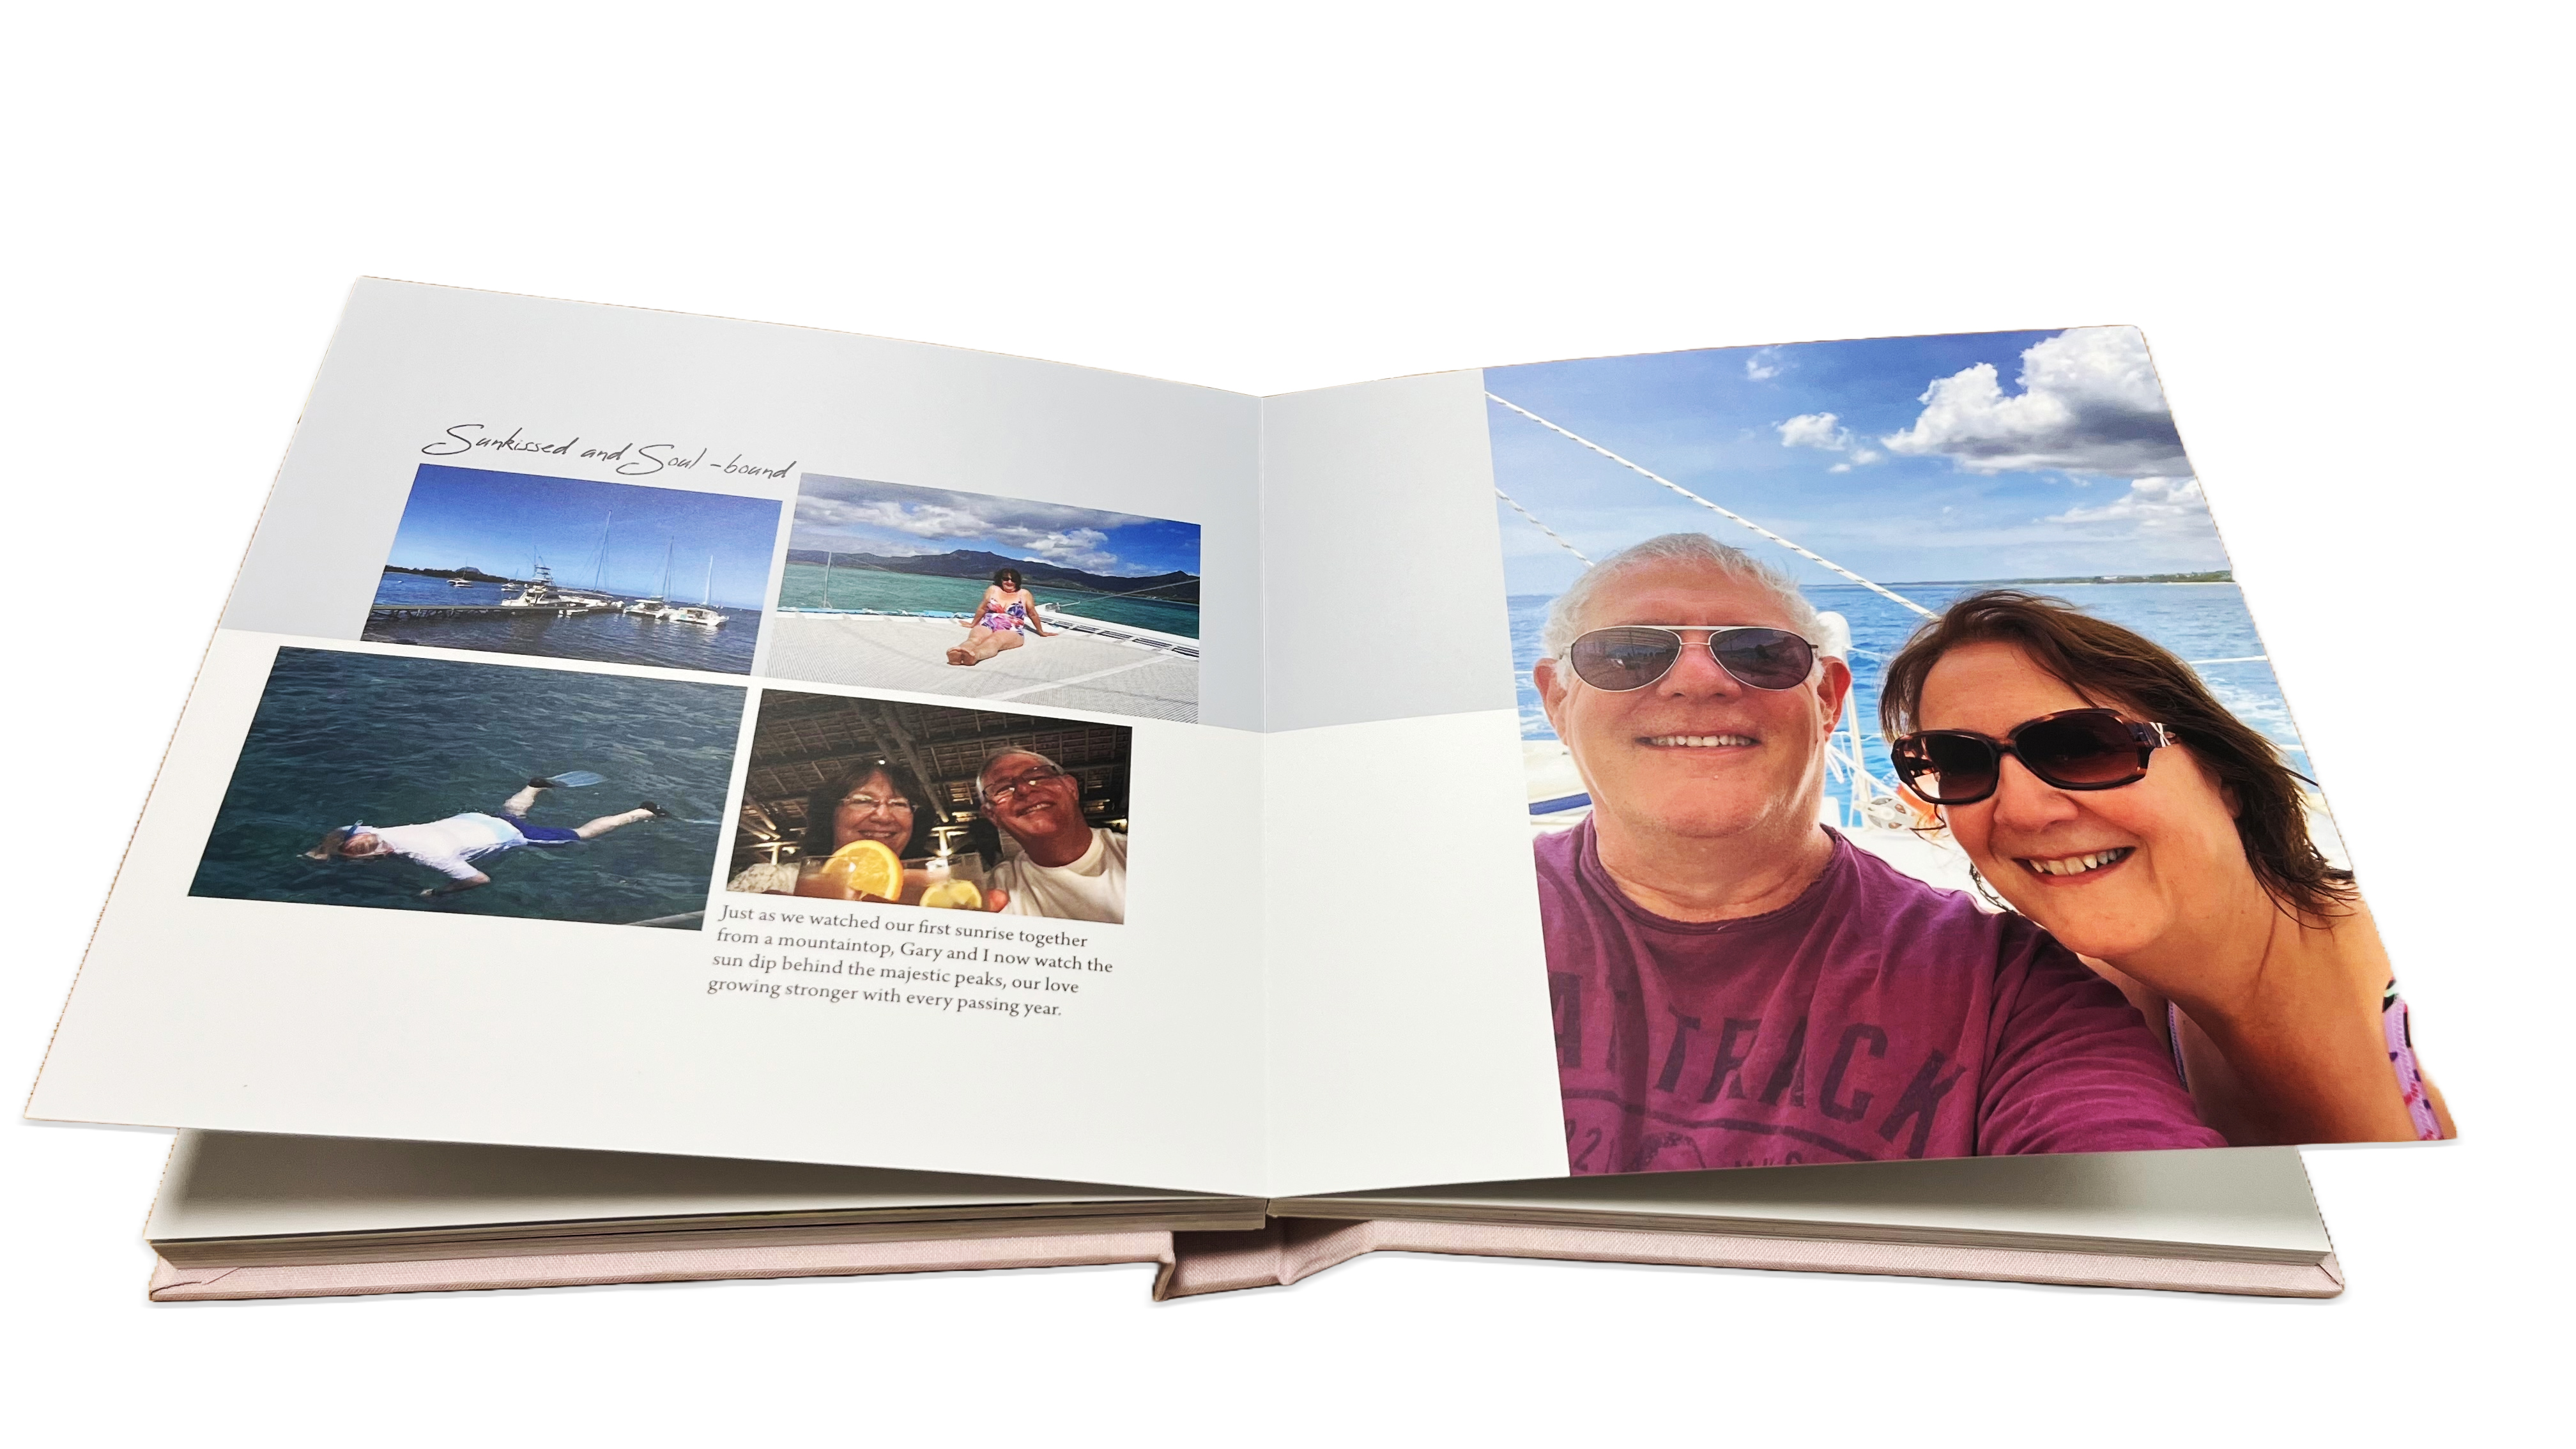 Sunkissed and Soul-bound
Just as we watched our first sunrise together
from a mountaintop, Gary and I now watch the
sun dip behind the majestic peaks, our love
growing stronger with every passing year.
TRACK